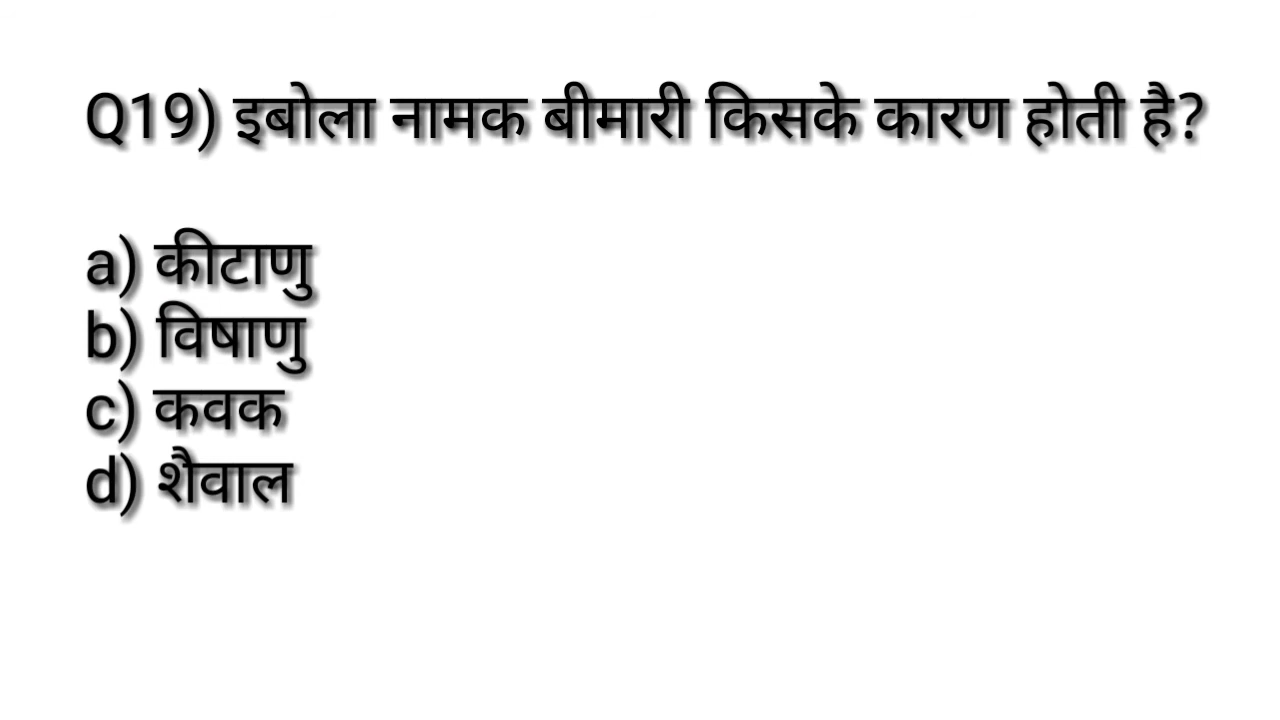 Q19) इबोला नामक बीमारी किसके कारण होती है?
a) कीटाणु
b) विषाणु
c) कवक
d) शैवाल